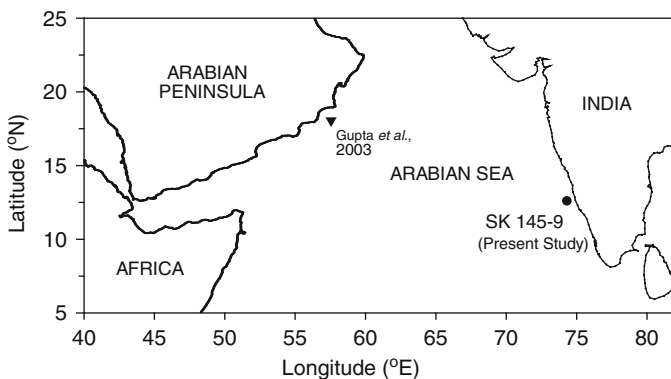 25
20
15
10
5
Latitude (°N)
ARABIAN
PENINSULA
Gupta et al.,
2003
ARABIAN SEA
INDIA
SK 145-9
(Present Study)
AFRICA
40 45 50 55 60 65 70 75 80
Longitude (°E)